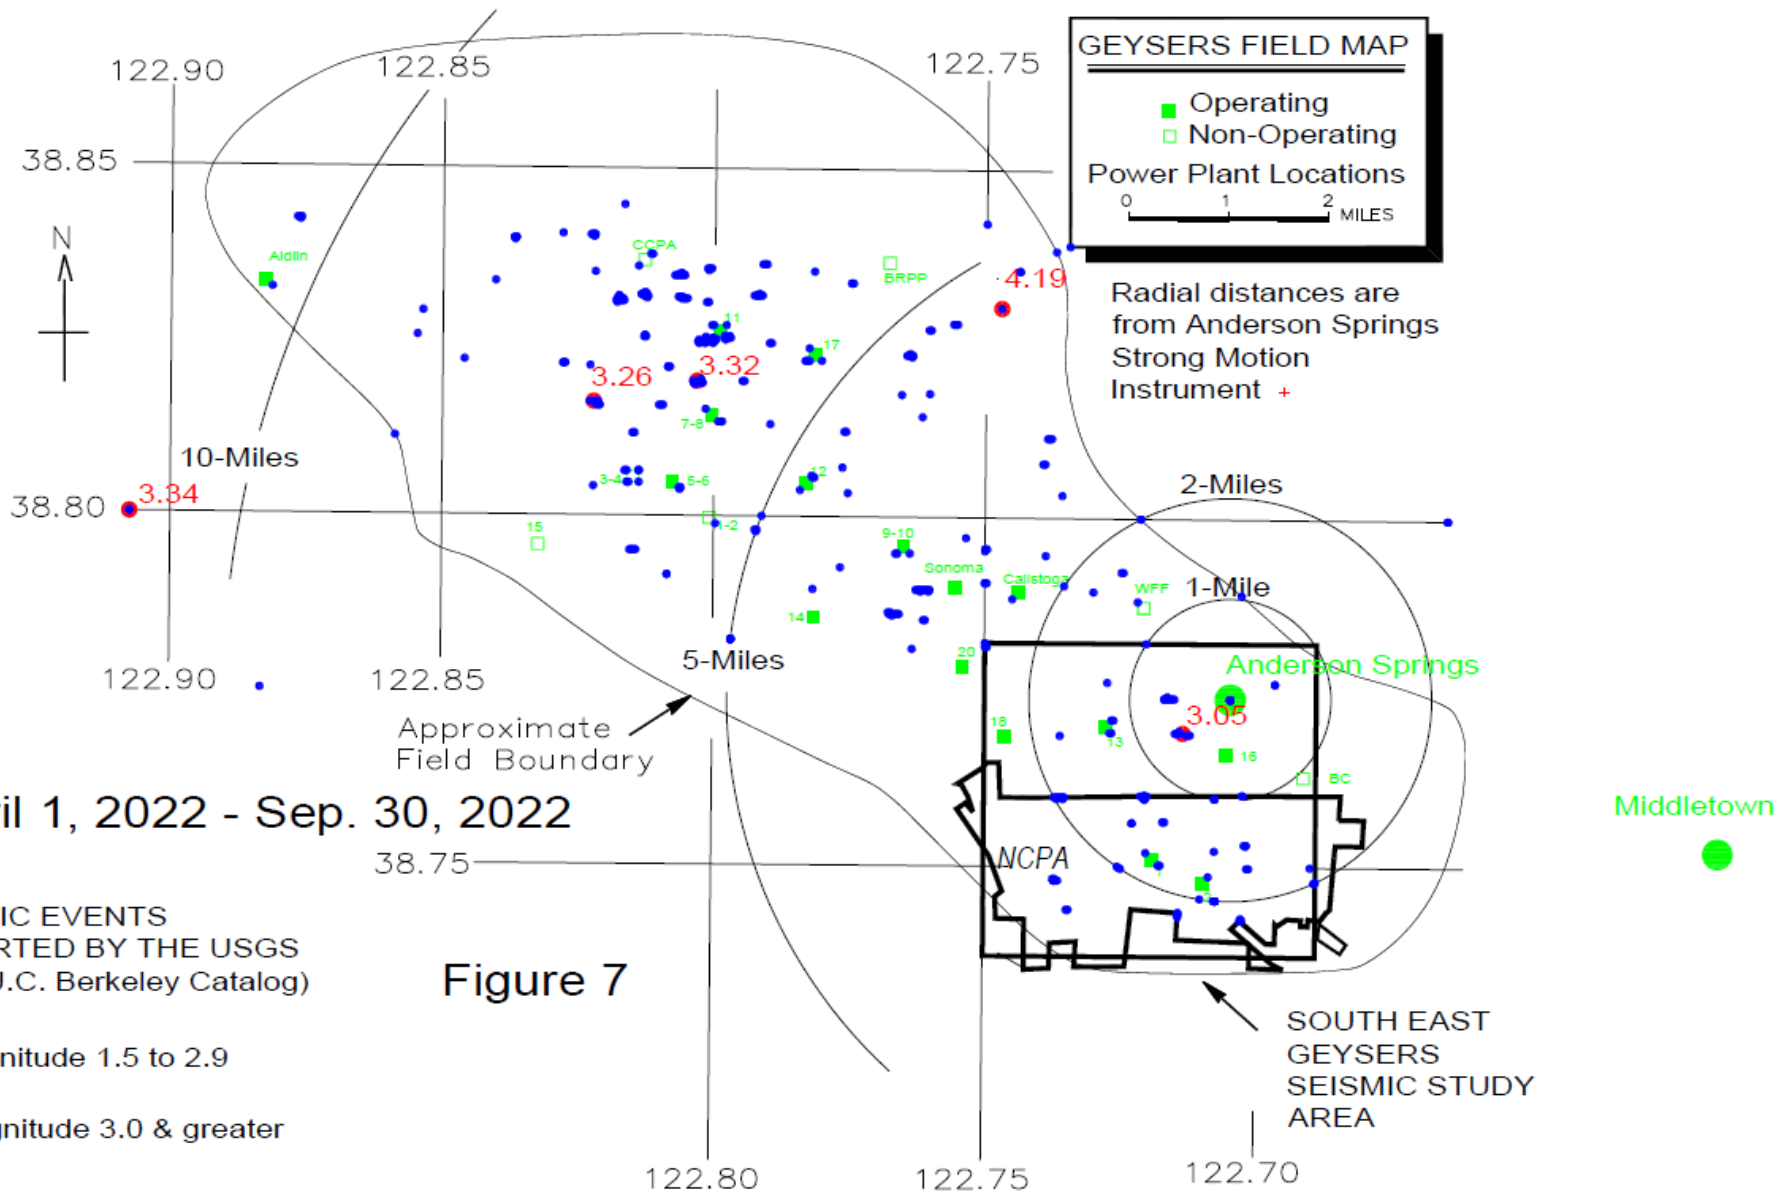 GEYSERS FIELD MAP
Operating
Non-Operating
Power Plant Locations
0 1 2 MILES
Radial distances are
from Anderson Springs
Strong Motion
Instrument +
122.90
122.85
122.75
38.85
N
Aidlin
CCPA
BRPP
4.19
11
17
3.26
3.32
7-8
10-Miles
3-4
5-6
12
2-Miles
3.34
38.80
15
1-2
9-10
Sonoma
Calistoga
WFF
1-Mile
14
5-Miles
20
Anderson Springs
122.90
122.85
Approximate
Field Boundary
18
13
3.05
16
BC
il 1, 2022 - Sep. 30, 2022
Middletown
38.75
NCPA
1
2
IC EVENTS
RTED BY THE USGS
J.C. Berkeley Catalog)
Figure 7
nitude 1.5 to 2.9
gnitude 3.0 & greater
SOUTH EAST
GEYSERS
SEISMIC STUDY
AREA
122.80
122.75
122.70